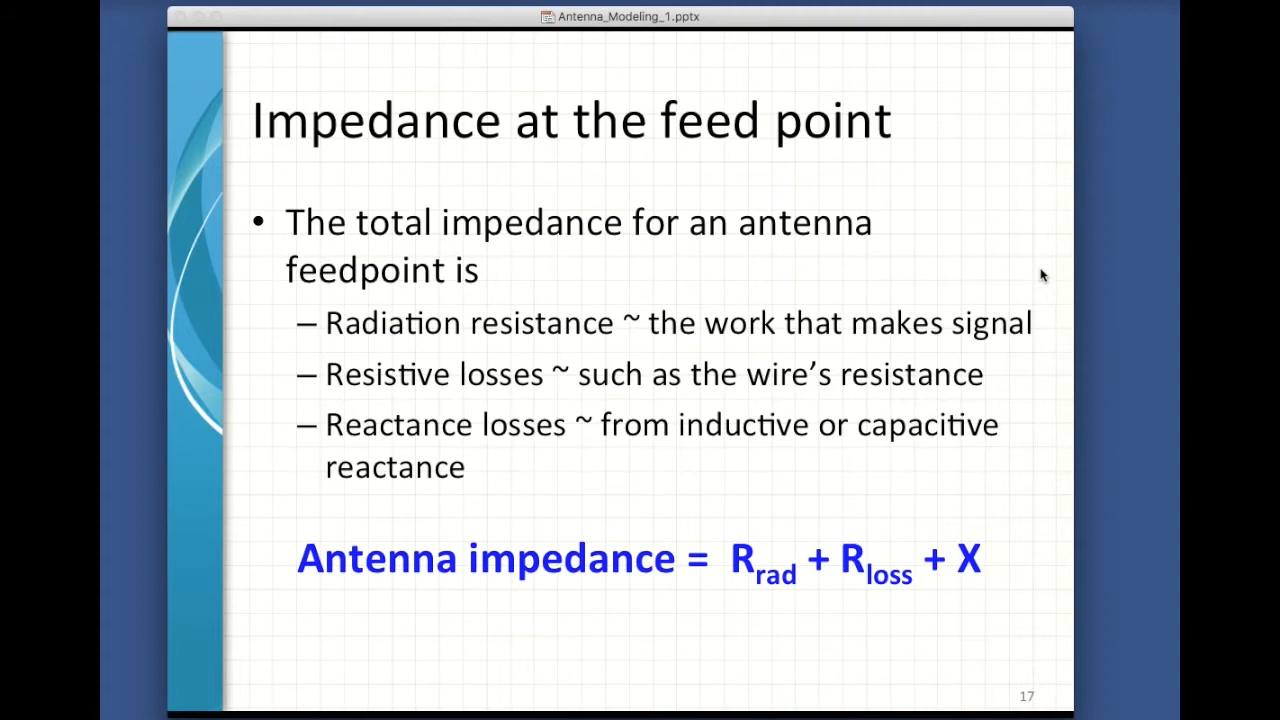 Antenna_Modeling_1.pptx
Impedance at the feed point
• The total impedance for an antenna
feedpoint is
– Radiation resistance ~ the work that makes signal
– Resistive losses ~ such as the wire’s resistance
– Reactance losses ~ from inductive or capacitive
reactance
Antenna impedance = Rrad + Rloss + X
17